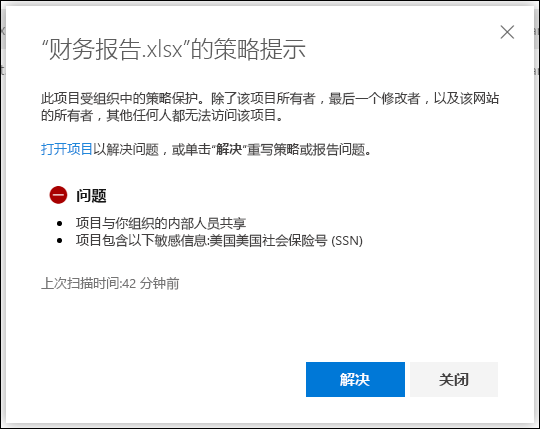 “财务报告.xlsx”的策略提示
此项目受组织中的策略保护。除了该项目所有者，最后一个修改者，以及该网站
的所有者，其他任何人都无法访问该项目。
打开项目以解决问题，或单击“解决”重写策略或报告问题。
问题
• 项目与你组织的内部人员共享
• 项目包含以下敏感信息:美国美国社会保险号 (SSN)
上次扫描时间:42 分钟前
解决
关闭